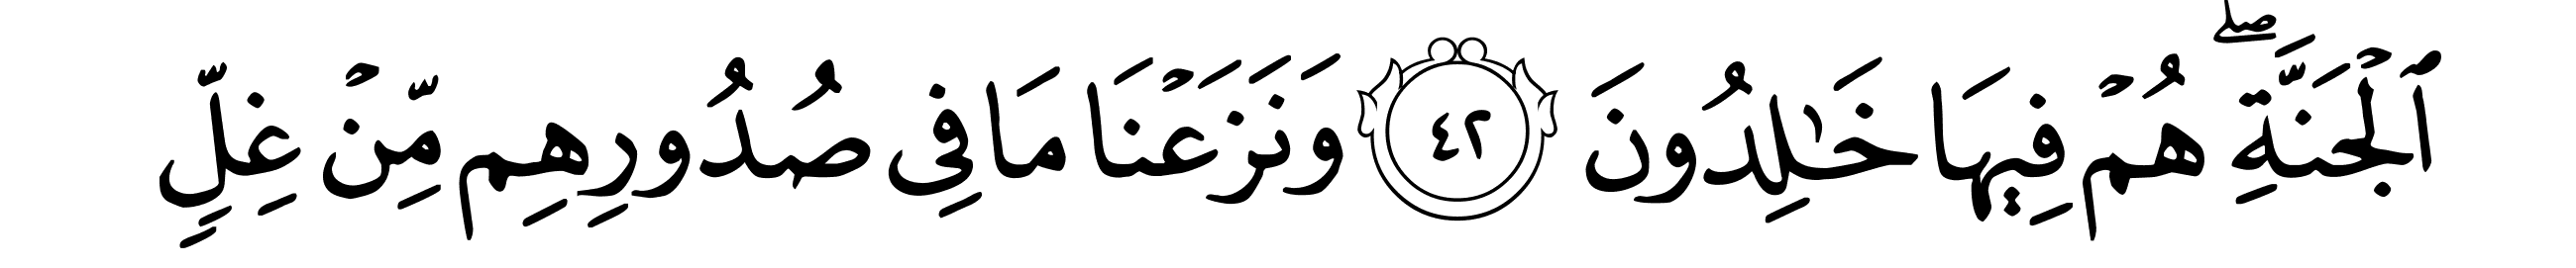 ٱلۡجَنَّةِۖ هُمۡ فِيهَا خَٰلِدُونَ ٤٢ وَنَزَعۡنَا مَا فِي صُدُورِهِم مِّنۡ غِلّٖ